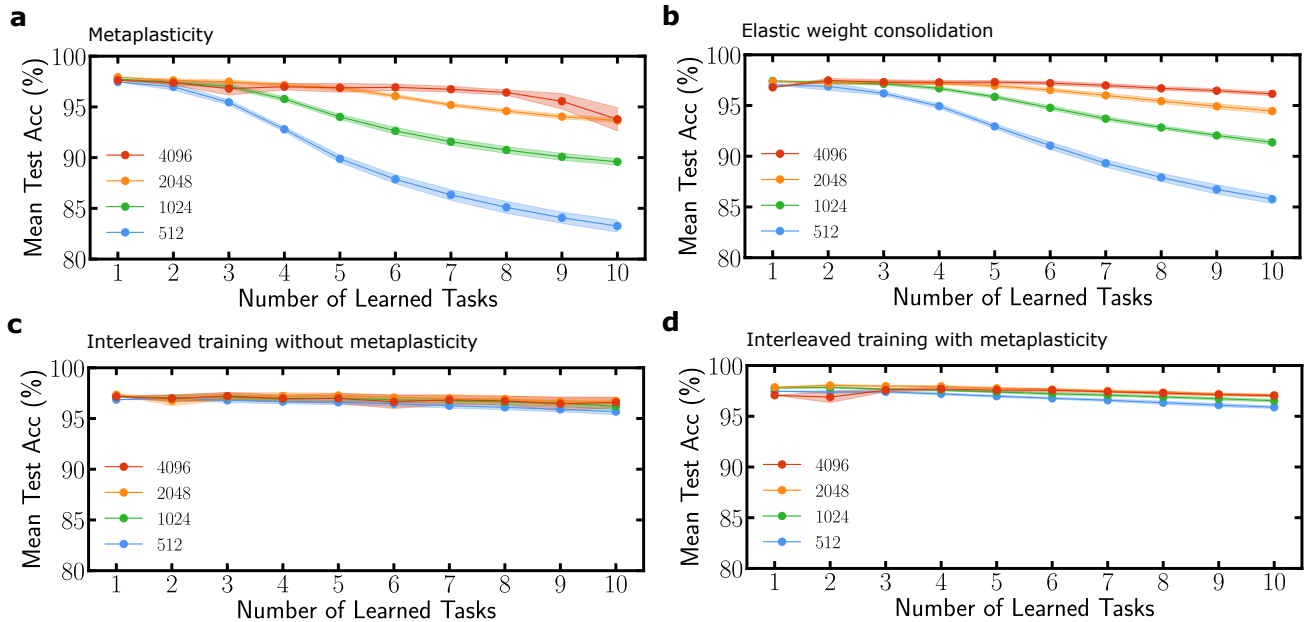 a
Metaplasticity
Mean Test Acc (%)
100
95
90
85
80
4096
2048
1024
512
1 2 3 4 5 6 7 8 9 10
Number of Learned Tasks
b
Elastic weight consolidation
Mean Test Acc (%)
100
95
90
85
80
4096
2048
1024
512
1 2 3 4 5 6 7 8 9 10
Number of Learned Tasks
c
Interleaved training without metaplasticity
Mean Test Acc (%)
100
95
90
85
80
4096
2048
1024
512
1 2 3 4 5 6 7 8 9 10
Number of Learned Tasks
d
Interleaved training with metaplasticity
Mean Test Acc (%)
100
95
90
85
80
4096
2048
1024
512
1 2 3 4 5 6 7 8 9 10
Number of Learned Tasks